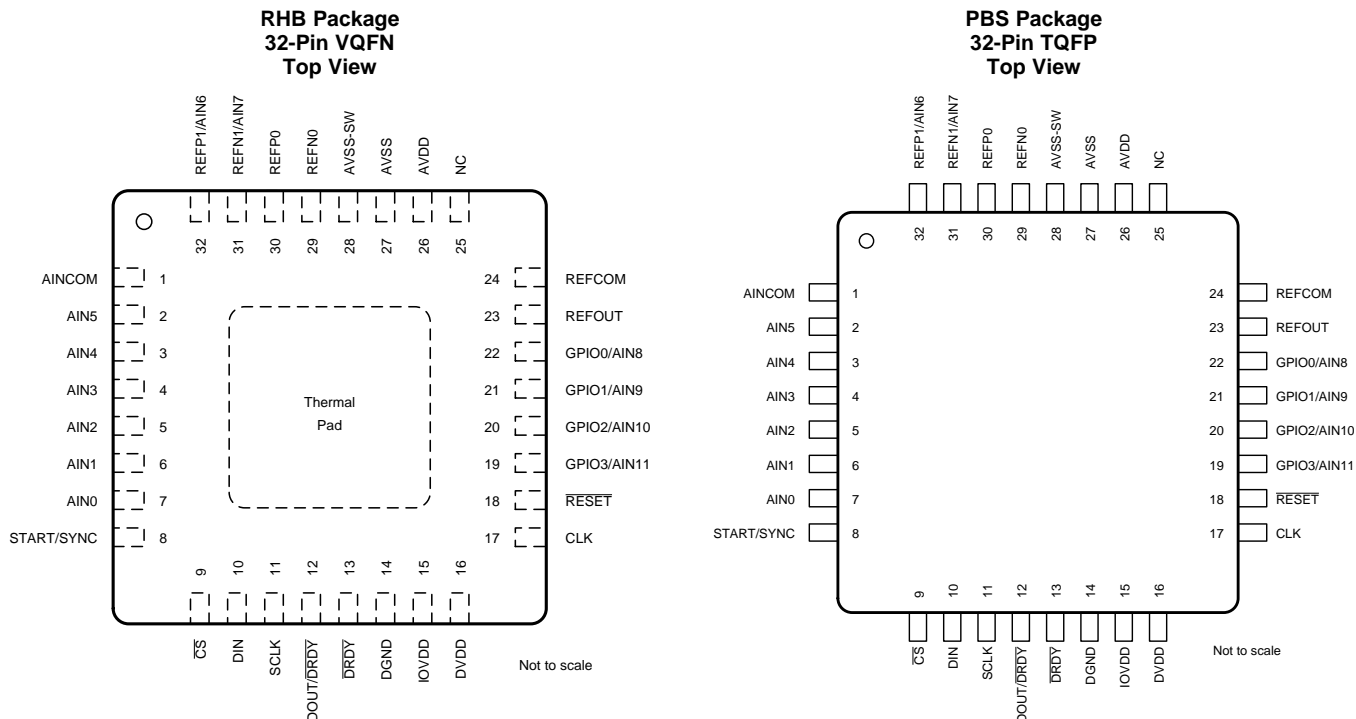 RHB Package
32-Pin VQFN
Top View
REFP1/AIN6
REFN1/AIN7
REFP0
REFN0
AVSS-SW
AVSS
AVDD
NC
32
31
30
29
28
27
26
25
AINCOM 1
AIN5 2
AIN4 3
AIN3 4
AIN2 5
AIN1 6
AIN0 7
START/SYNC 8
Thermal
Pad
24 REFCOM
23 REFOUT
22 GPIO0/AIN8
21 GPIO1/AIN9
20 GPIO2/AIN10
19 GPIO3/AIN11
18 RESET
17 CLK
9
10
11
12
13
14
15
16
CS
DIN
SCLK
DOUT/DRDY
DRDY
DGND
IOVDD
DVDD
Not to scale
PBS Package
32-Pin TQFP
Top View
REFP1/AIN6
REFN1/AIN7
REFP0
REFN0
AVSS-SW
AVSS
AVDD
NC
32
31
30
29
28
27
26
25
AINCOM 1
AIN5 2
AIN4 3
AIN3 4
AIN2 5
AIN1 6
AIN0 7
START/SYNC 8
24 REFCOM
23 REFOUT
22 GPIO0/AIN8
21 GPIO1/AIN9
20 GPIO2/AIN10
19 GPIO3/AIN11
18 RESET
17 CLK
9
10
11
12
13
14
15
16
CS
DIN
SCLK
DOUT/DRDY
DRDY
DGND
IOVDD
DVDD
Not to scale